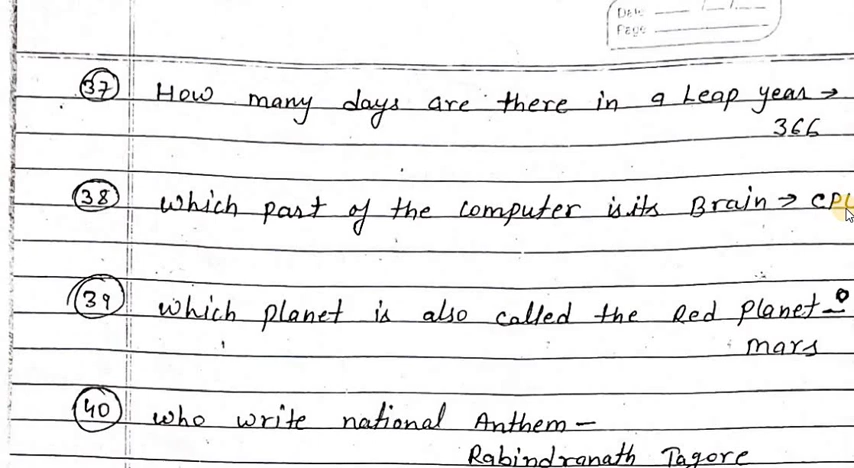 Date
Page
37 How many days are there in a Leap year →
366
38 which part of the computer is its Brain → CPU
39 which planet is also called the Red planet -
mars
40 who write national Anthem -
Rabindranath Tagore